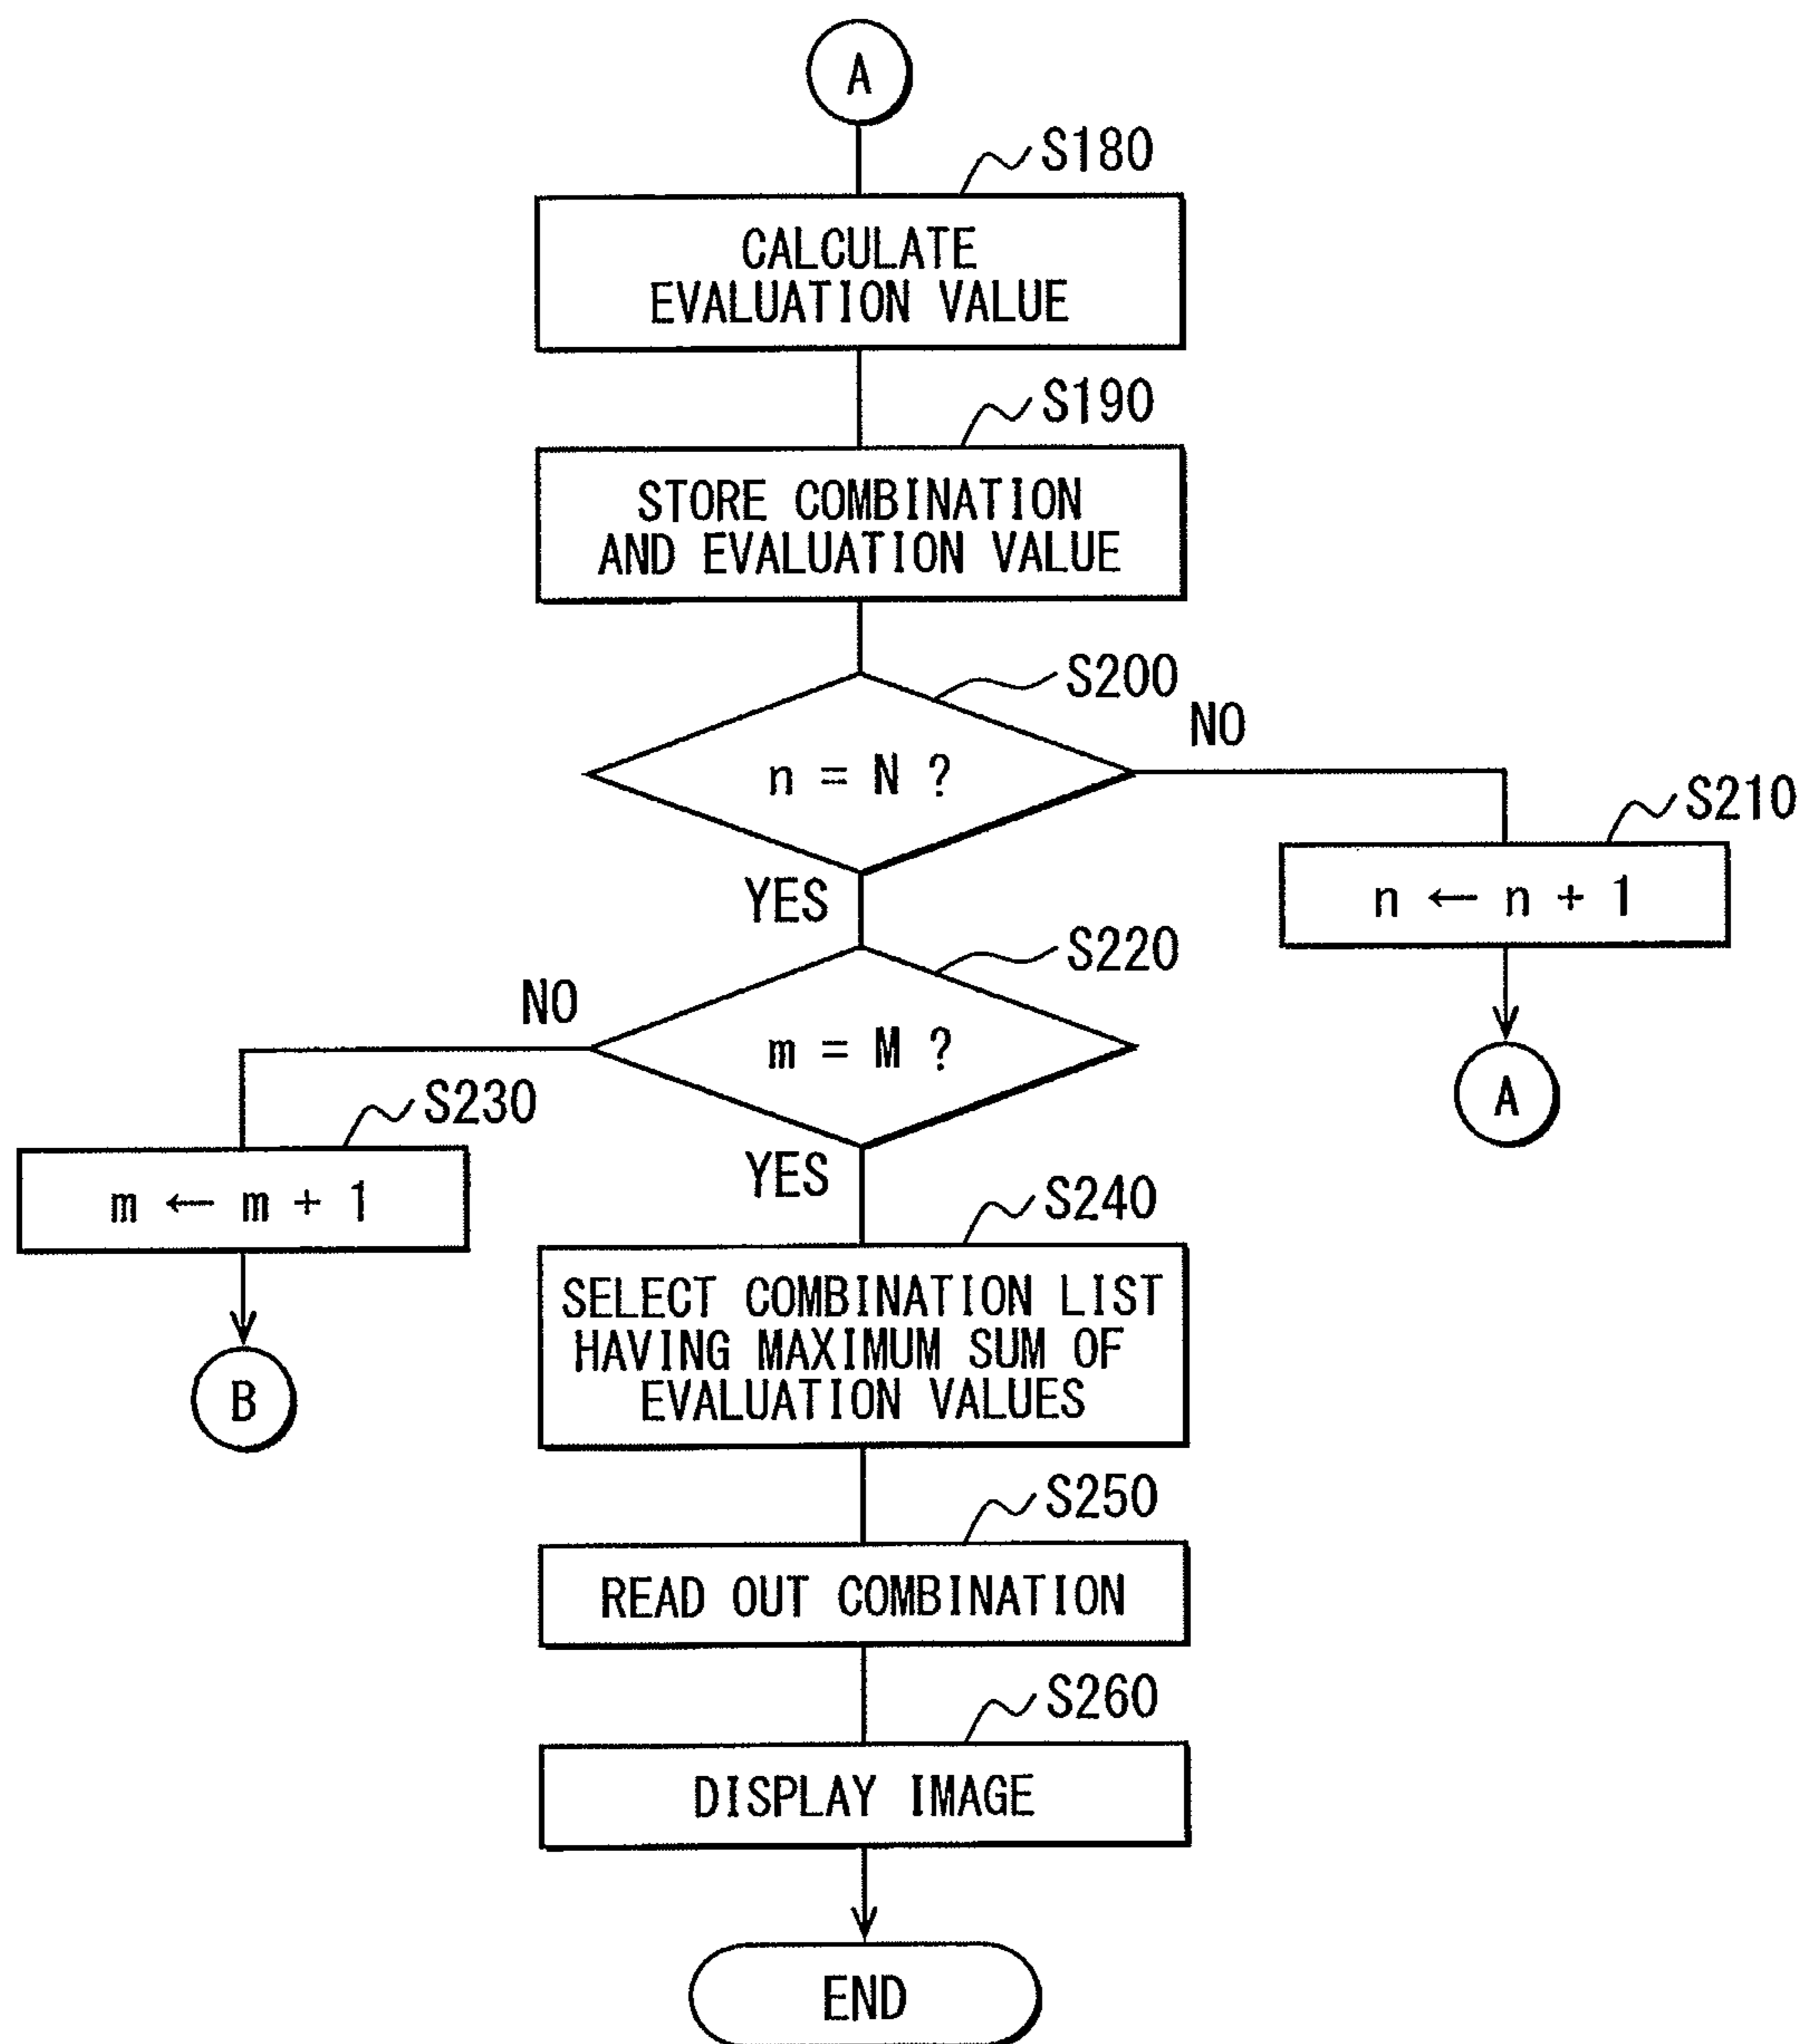 A
S180
CALCULATE
EVALUATION VALUE
S190
STORE COMBINATION
AND EVALUATION VALUE
S200
n = N ?
NO
S210
n ← n + 1
A
YES
S220
m = M ?
NO
S230
m ← m + 1
B
YES
S240
SELECT COMBINATION LIST
HAVING MAXIMUM SUM OF
EVALUATION VALUES
S250
READ OUT COMBINATION
S260
DISPLAY IMAGE
END